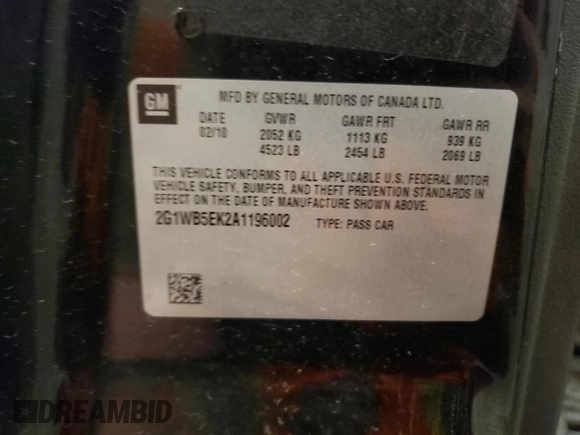 GM
MFD BY GENERAL MOTORS OF CANADA LTD.
DATE GVWR GAWR FRT GAWR RR
02/10 2052 KG 1113 KG 939 KG
4523 LB 2454 LB 2069 LB
THIS VEHICLE CONFORMS TO ALL APPLICABLE U.S. FEDERAL MOTOR
VEHICLE SAFETY, BUMPER, AND THEFT PREVENTION STANDARDS IN
EFFECT ON THE DATE OF MANUFACTURE SHOWN ABOVE.
2G1WB5EK2A1196002 TYPE: PASS CAR
DREAMBID